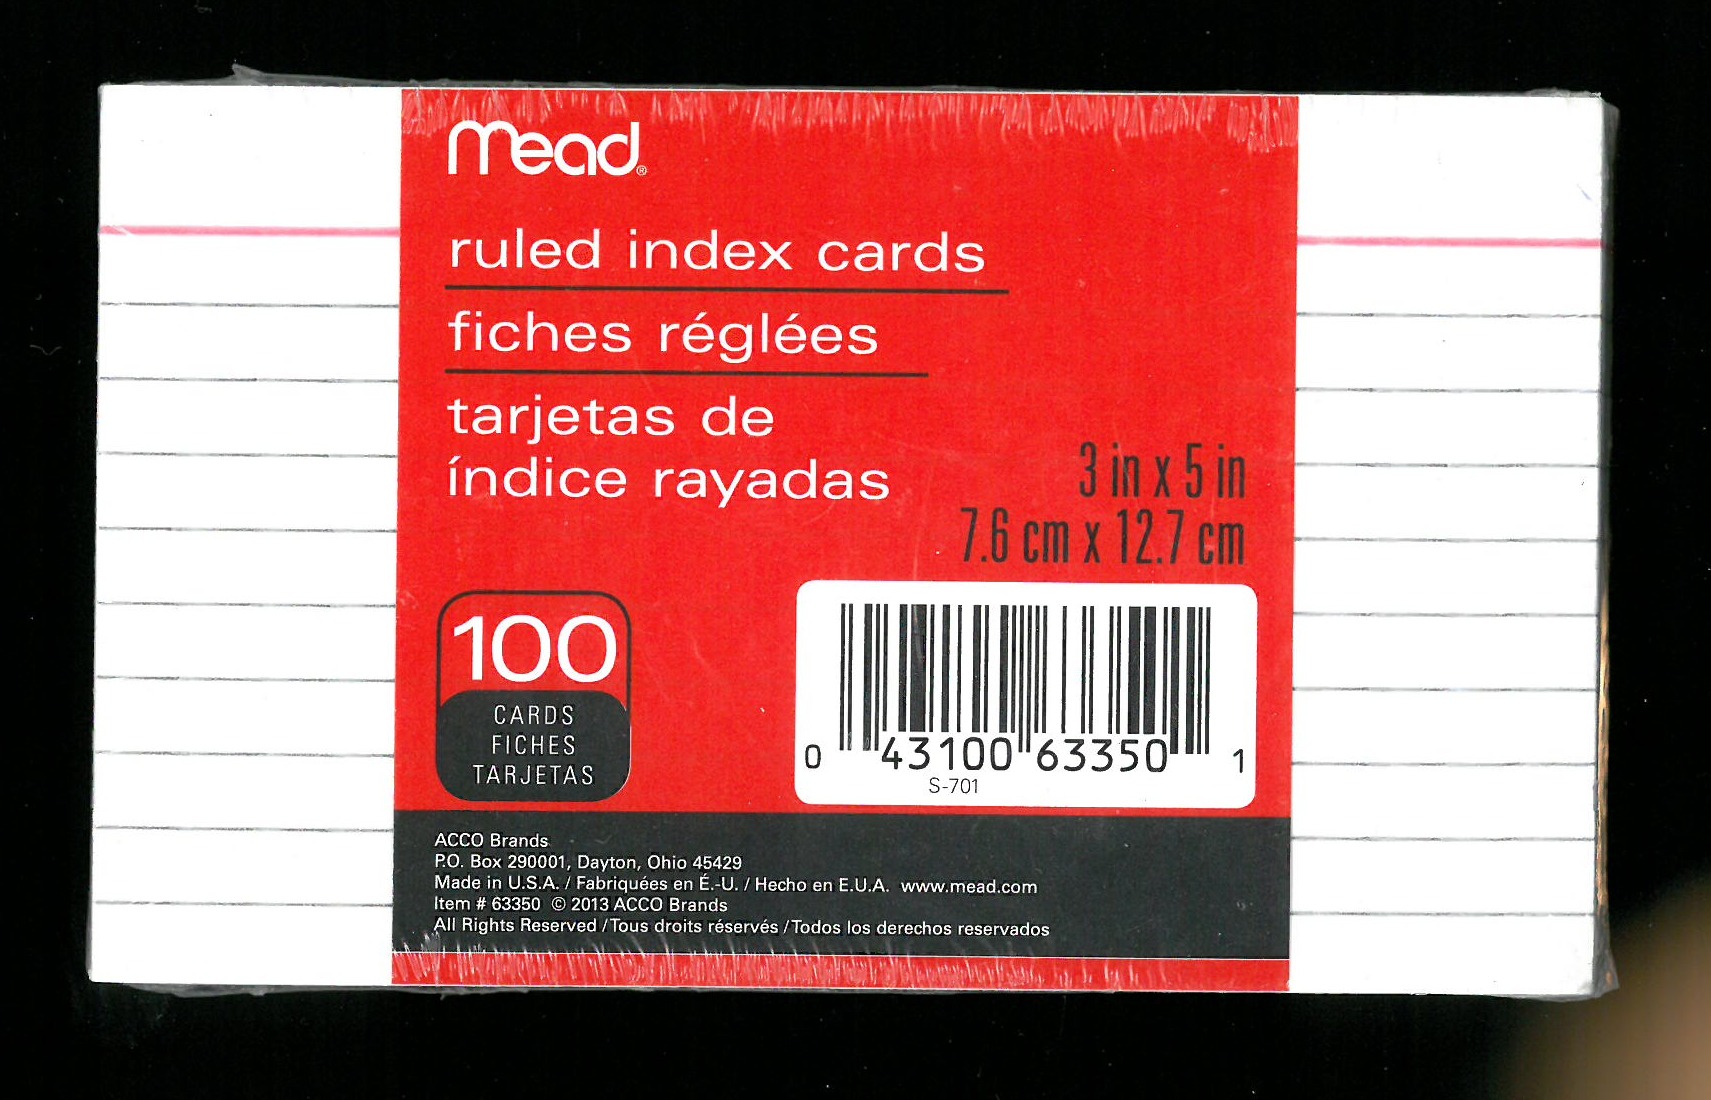 mead®
ruled index cards
fiches réglées
tarjetas de
índice rayadas
3 in x 5 in
7.6 cm x 12.7 cm
100
CARDS
FICHES
TARJETAS
0 43100 63350 1
S-701
ACCO Brands
P.O. Box 290001, Dayton, Ohio 45429
Made in U.S.A. / Fabriquées en É.-U. / Hecho en E.U.A. www.mead.com
Item # 63350 © 2013 ACCO Brands
All Rights Reserved / Tous droits réservés / Todos los derechos reservados